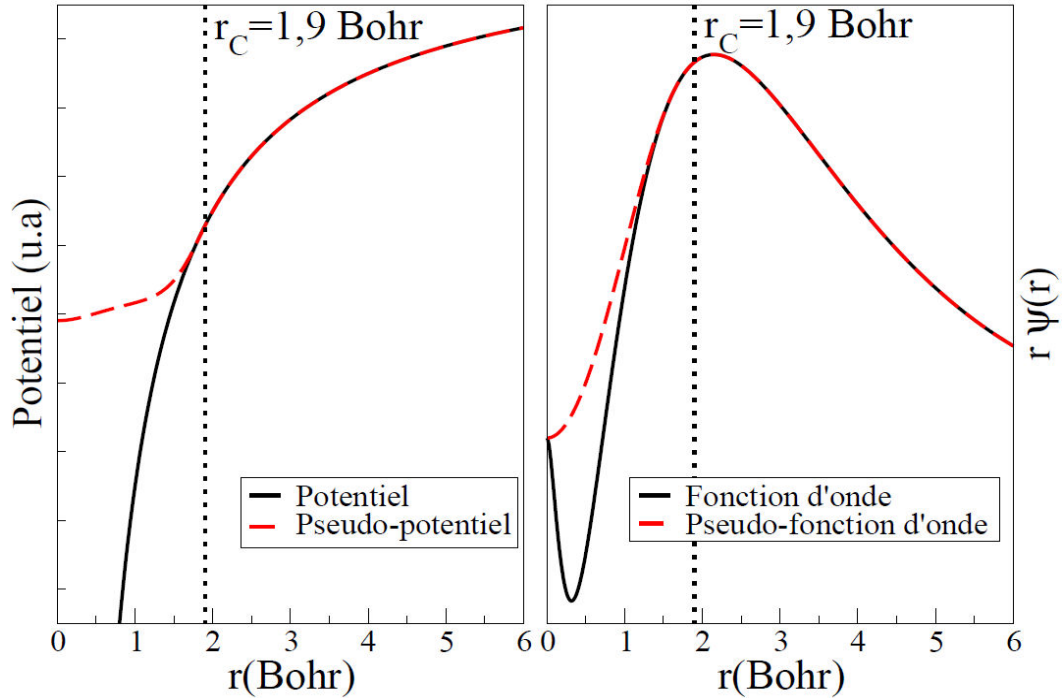 r_C=1,9 Bohr
Potentiel (u.a)
Potentiel
Pseudo-potentiel
0 1 2 3 4 5 6
r(Bohr)
r_C=1,9 Bohr
r Ψ(r)
Fonction d'onde
Pseudo-fonction d'onde
0 1 2 3 4 5 6
r(Bohr)